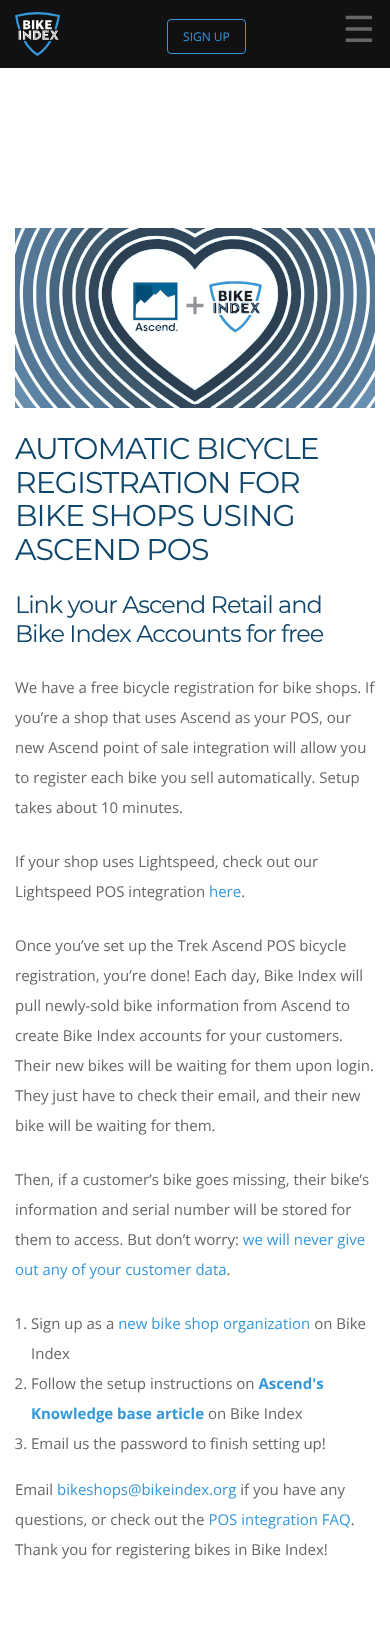 BIKE
INDEX
SIGN UP
Ascend.
+
BIKE
INDEX
AUTOMATIC BICYCLE
REGISTRATION FOR
BIKE SHOPS USING
ASCEND POS
Link your Ascend Retail and
Bike Index Accounts for free
We have a free bicycle registration for bike shops. If
you’re a shop that uses Ascend as your POS, our
new Ascend point of sale integration will allow you
to register each bike you sell automatically. Setup
takes about 10 minutes.
If your shop uses Lightspeed, check out our
Lightspeed POS integration here.
Once you’ve set up the Trek Ascend POS bicycle
registration, you’re done! Each day, Bike Index will
pull newly-sold bike information from Ascend to
create Bike Index accounts for your customers.
Their new bikes will be waiting for them upon login.
They just have to check their email, and their new
bike will be waiting for them.
Then, if a customer’s bike goes missing, their bike’s
information and serial number will be stored for
them to access. But don’t worry: we will never give
out any of your customer data.
1. Sign up as a new bike shop organization on Bike
Index
2. Follow the setup instructions on Ascend's
Knowledge base article on Bike Index
3. Email us the password to finish setting up!
Email bikeshops@bikeindex.org if you have any
questions, or check out the POS integration FAQ.
Thank you for registering bikes in Bike Index!